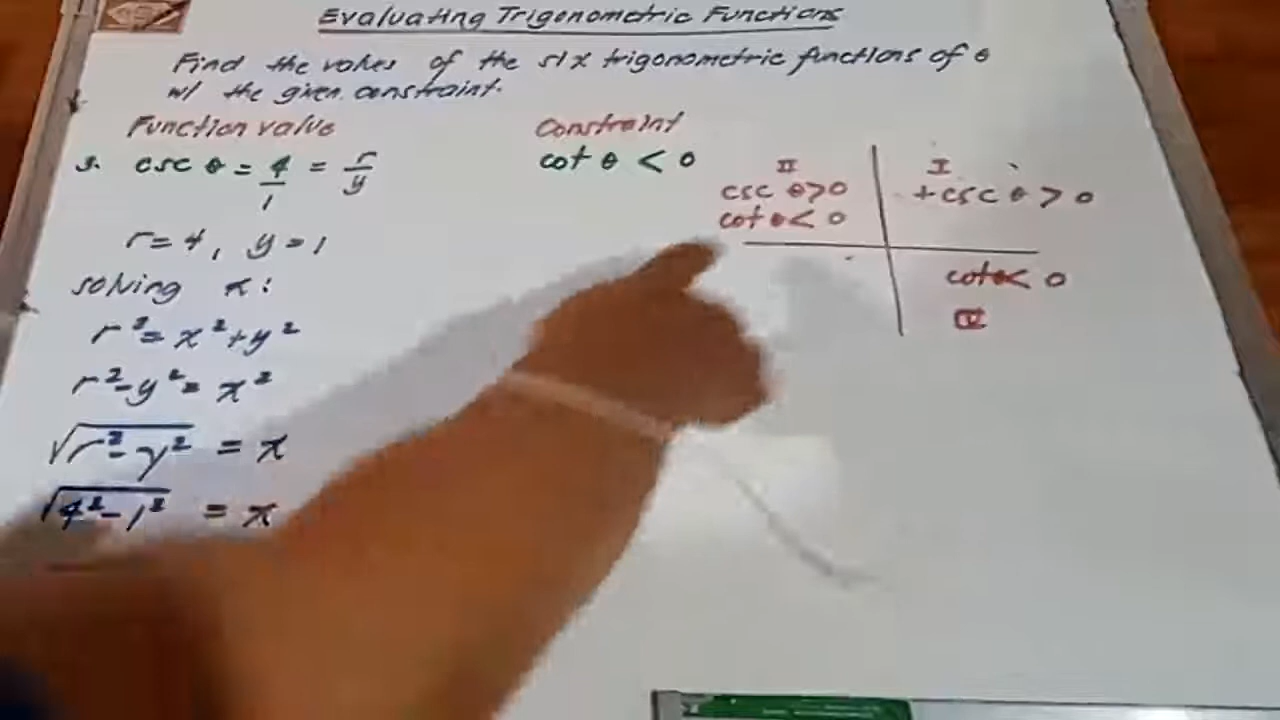 Evaluating Trigonometric Functions
Find the values of the six trigonometric functions of θ
w/ the given constraint.
Function value
Constraint
3. csc θ = 4/1 = r/y
cot θ < 0
r = 4, y = 1
solving x:
r² = x² + y²
r² - y² = x²
√(r² - y²) = x
√(4² - 1²) = x
II
csc θ > 0
cot θ < 0
I
+csc θ > 0
cot θ < 0
IV